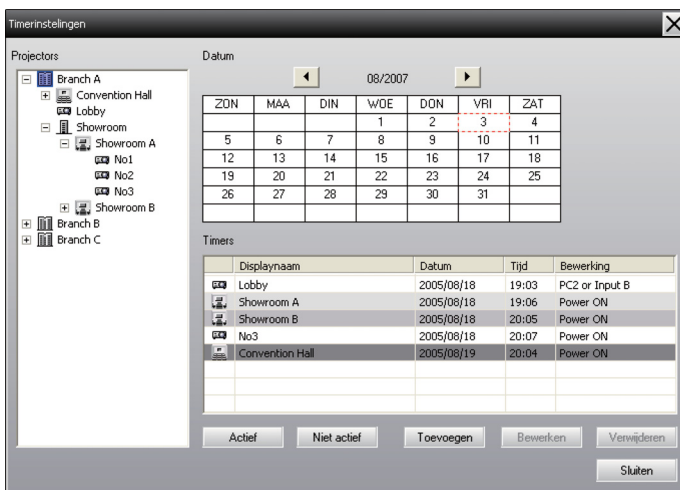 Timerinstelingen
Projectors
Branch A
Convention Hall
Lobby
Showroom
Showroom A
No1
No2
No3
Showroom B
Branch B
Branch C
Datum
08/2007
ZON MAA DIN WOE DON VRI ZAT
1 2 3 4
5 6 7 8 9 10 11
12 13 14 15 16 17 18
19 20 21 22 23 24 25
26 27 28 29 30 31
Timers
Displaynaam Datum Tijd Bewerking
Lobby 2005/08/18 19:03 PC2 or Input B
Showroom A 2005/08/18 19:06 Power ON
Showroom B 2005/08/18 20:05 Power ON
No3 2005/08/18 20:07 Power ON
Convention Hall 2005/08/19 20:04 Power ON
Actief Niet actief Toevoegen Bewerken Verwijderen
Sluiten